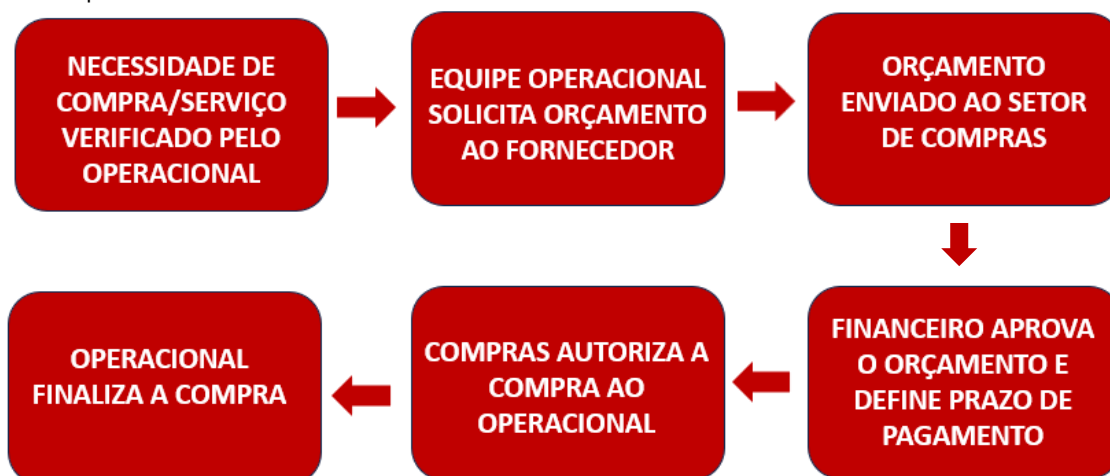 NECESSIDADE DE
COMPRA/SERVIÇO
VERIFICADO PELO
OPERACIONAL
EQUIPE OPERACIONAL
SOLICITA ORÇAMENTO
AO FORNECEDOR
ORÇAMENTO
ENVIADO AO SETOR
DE COMPRAS
FINANCEIRO APROVA
O ORÇAMENTO E
DEFINE PRAZO DE
PAGAMENTO
COMPRAS AUTORIZA A
COMPRA AO
OPERACIONAL
OPERACIONAL
FINALIZA A COMPRA